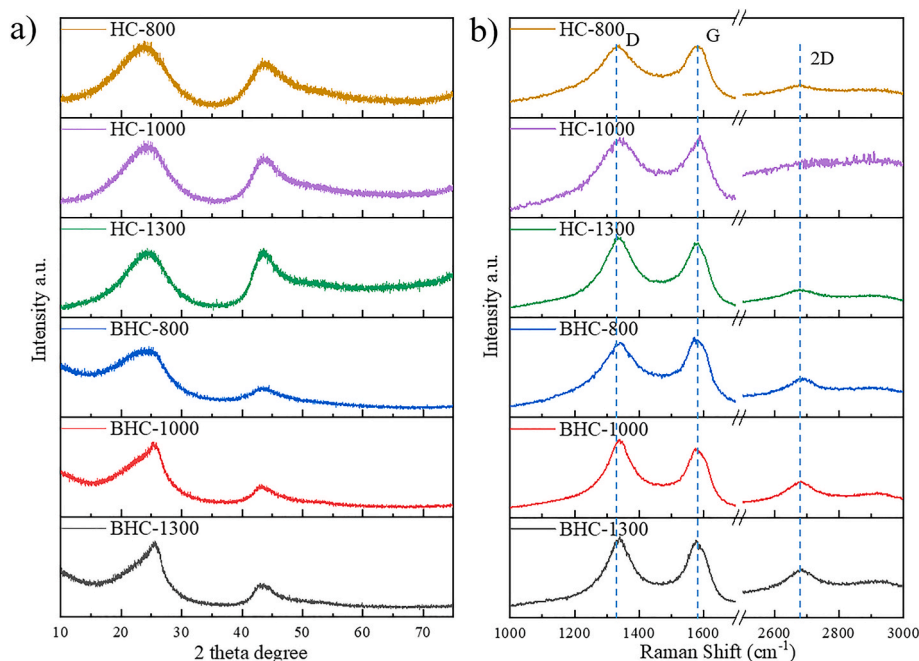 a)
HC-800
HC-1000
HC-1300
BHC-800
BHC-1000
BHC-1300
Intensity a.u.
10 20 30 40 50 60 70
2 theta degree
b)
HC-800
D
G
2D
HC-1000
HC-1300
BHC-800
BHC-1000
BHC-1300
Intensity a.u.
1000 1200 1400 1600 2600 2800 3000
Raman Shift (cm⁻¹)